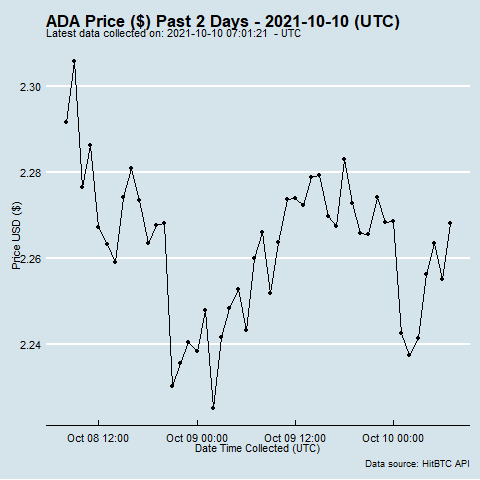 ADA Price ($) Past 2 Days - 2021-10-10 (UTC)
Latest data collected on: 2021-10-10 07:01:21 - UTC
2.30
2.28
2.26
2.24
Price USD ($)
Oct 08 12:00 Oct 09 00:00 Oct 09 12:00 Oct 10 00:00
Date Time Collected (UTC)
Data source: HitBTC API